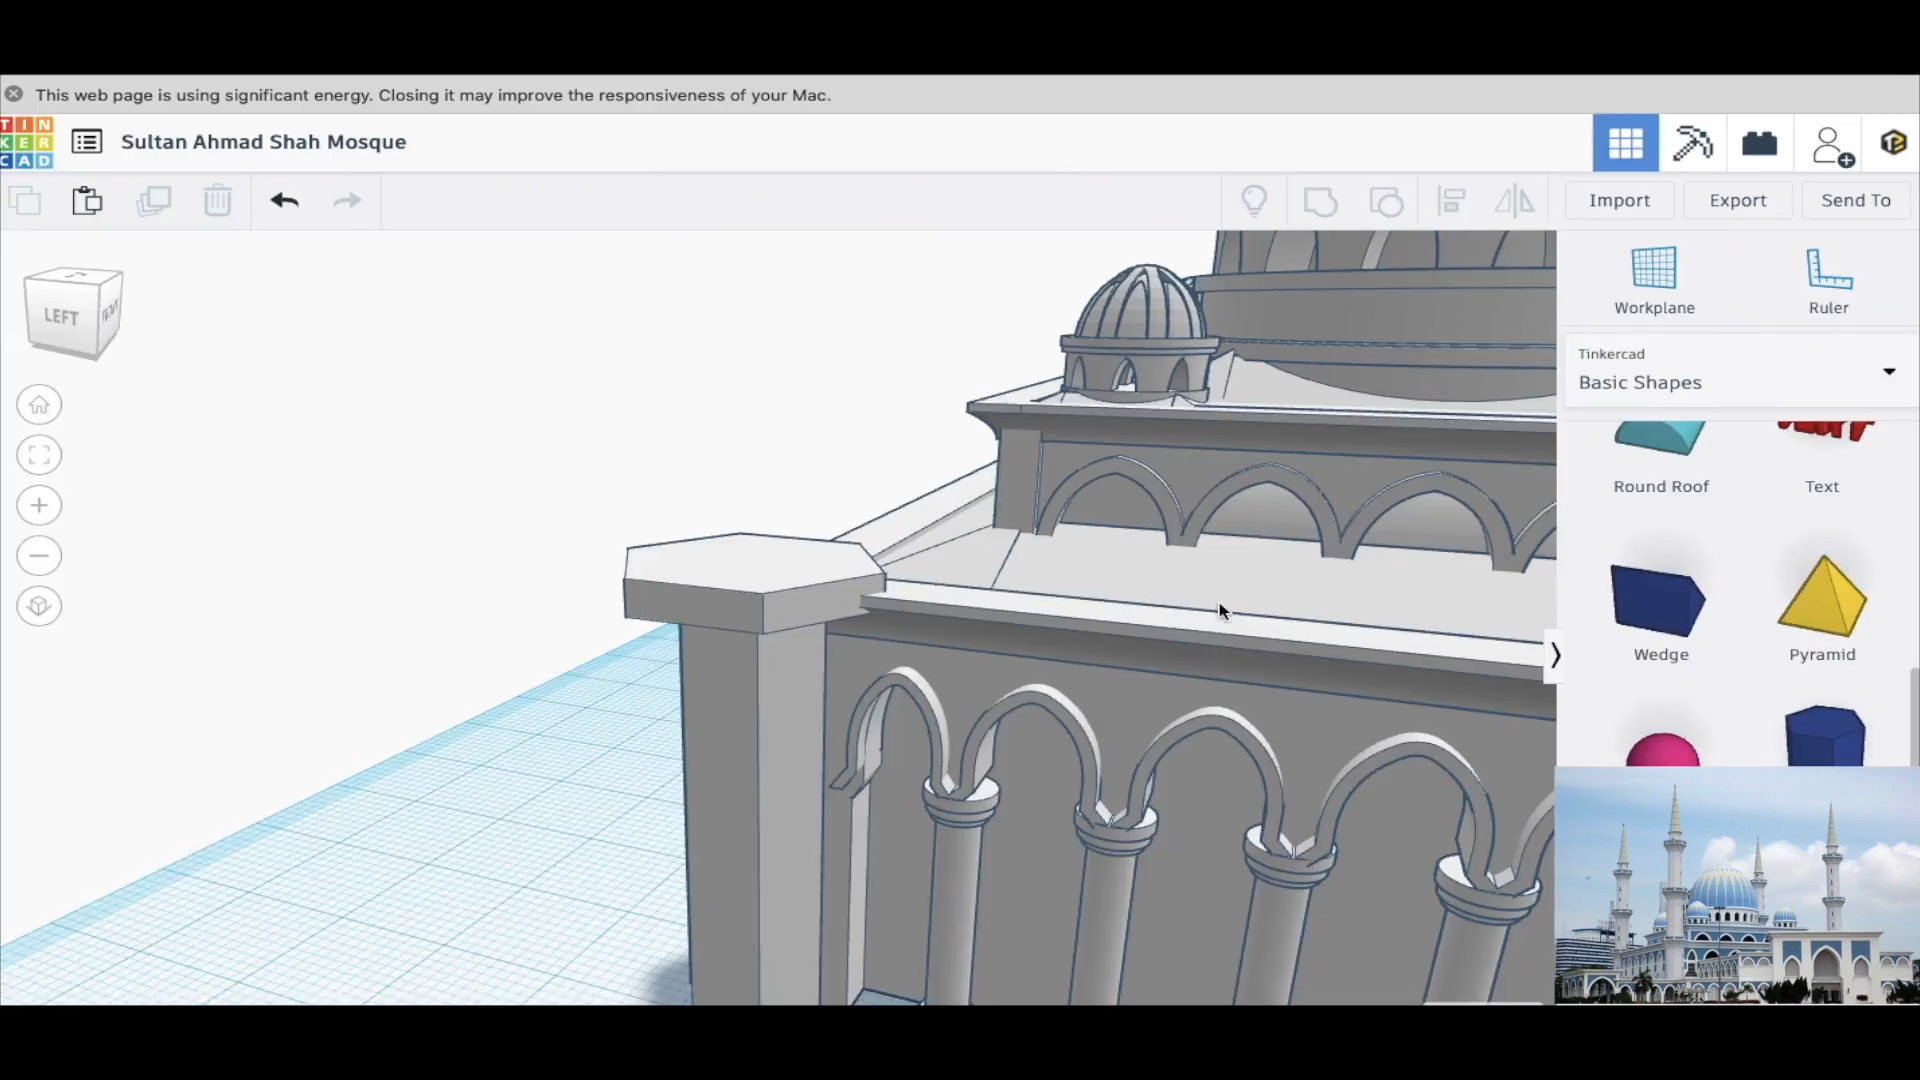 This web page is using significant energy. Closing it may improve the responsiveness of your Mac.
TIN
KER
CAD
Sultan Ahmad Shah Mosque
Import
Export
Send To
Workplane
Ruler
Tinkercad
Basic Shapes
LEFT
FRONT
Round Roof
Text
Wedge
Pyramid